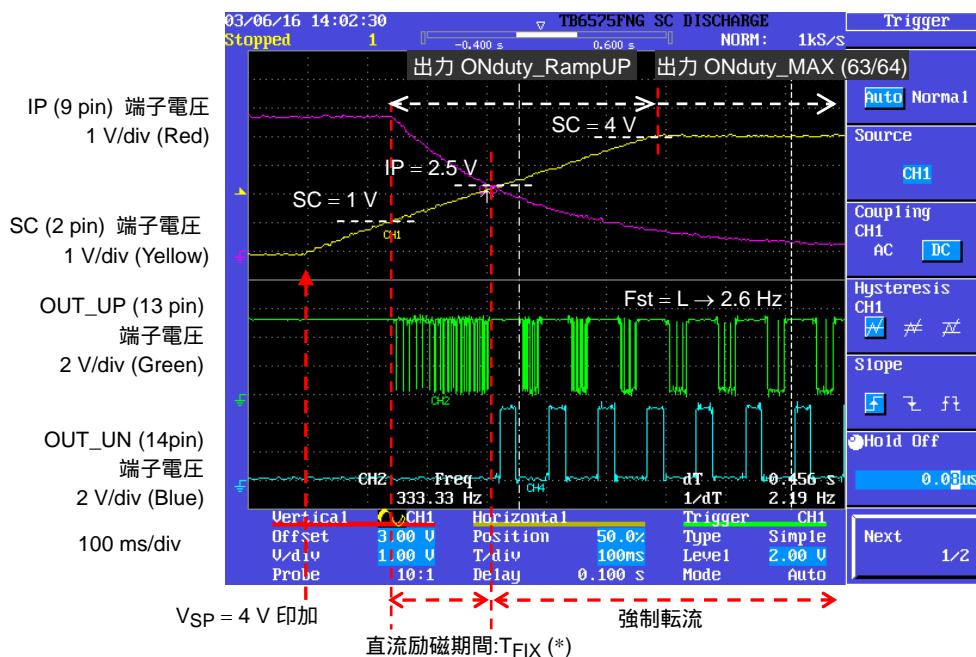 03/06/16 14:02:30
TB6575FNG SC DISCHARGE
Trigger
Stopped
1
-0.400 s
0.600 s
NORM: 1kS/s
出力 ONduty_RampUP
出力 ONduty_MAX (63/64)
IP (9 pin) 端子電圧
1 V/div (Red)
SC (2 pin) 端子電圧
1 V/div (Yellow)
OUT_UP (13 pin)
端子電圧
2 V/div (Green)
OUT_UN (14pin)
端子電圧
2 V/div (Blue)
100 ms/div
SC = 4 V
IP = 2.5 V
SC = 1 V
CH1
Fst = L → 2.6 Hz
CH2
CH4
CH2 Freq
333.33 Hz
dT 0.456 s
1/dT 2.19 Hz
Auto Normal
Source
CH1
Coupling
CH1
AC DC
Hysteresis
CH1
Slope
Hold Off
0.08us
Next
1/2
Vertical CH1
Offset 3.00 V
V/div 1.00 V
Probe 10:1
Horizontal
Position 50.0%
T/div 100ms
Delay 0.100 s
Trigger CH1
Type Simple
Level 2.00 V
Mode Auto
VSP = 4 V 印加
強制転流
直流励磁期間:TFIX (*)